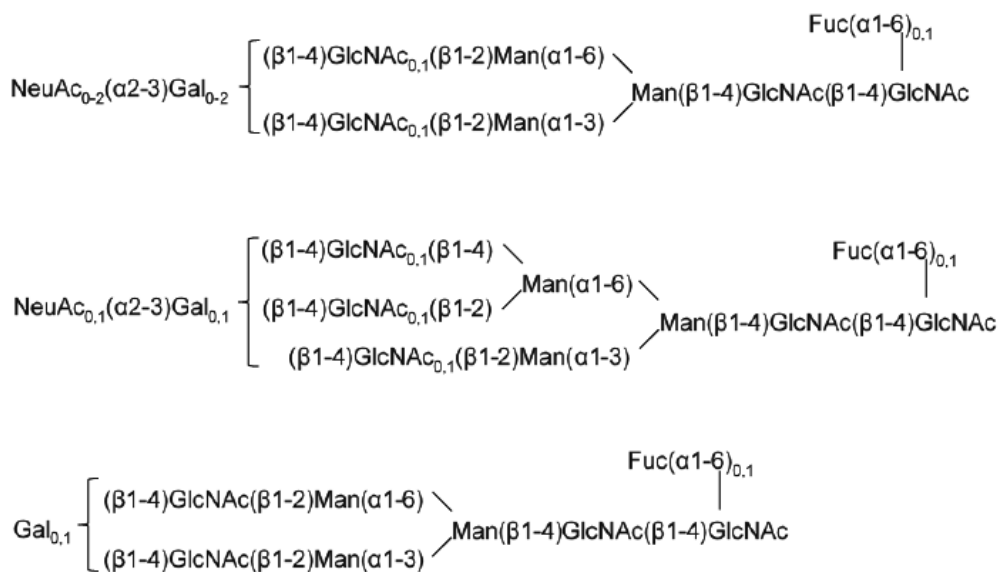 Fuc(α1-6)0,1
(β1-4)GlcNAc0,1(β1-2)Man(α1-6)
NeuAc0-2(α2-3)Gal0-2
Man(β1-4)GlcNAc(β1-4)GlcNAc
(β1-4)GlcNAc0,1(β1-2)Man(α1-3)
Fuc(α1-6)0,1
(β1-4)GlcNAc0,1(β1-4)
Man(α1-6)
NeuAc0,1(α2-3)Gal0,1
(β1-4)GlcNAc0,1(β1-2)
Man(β1-4)GlcNAc(β1-4)GlcNAc
(β1-4)GlcNAc0,1(β1-2)Man(α1-3)
Fuc(α1-6)0,1
(β1-4)GlcNAc(β1-2)Man(α1-6)
Gal0,1
Man(β1-4)GlcNAc(β1-4)GlcNAc
(β1-4)GlcNAc(β1-2)Man(α1-3)